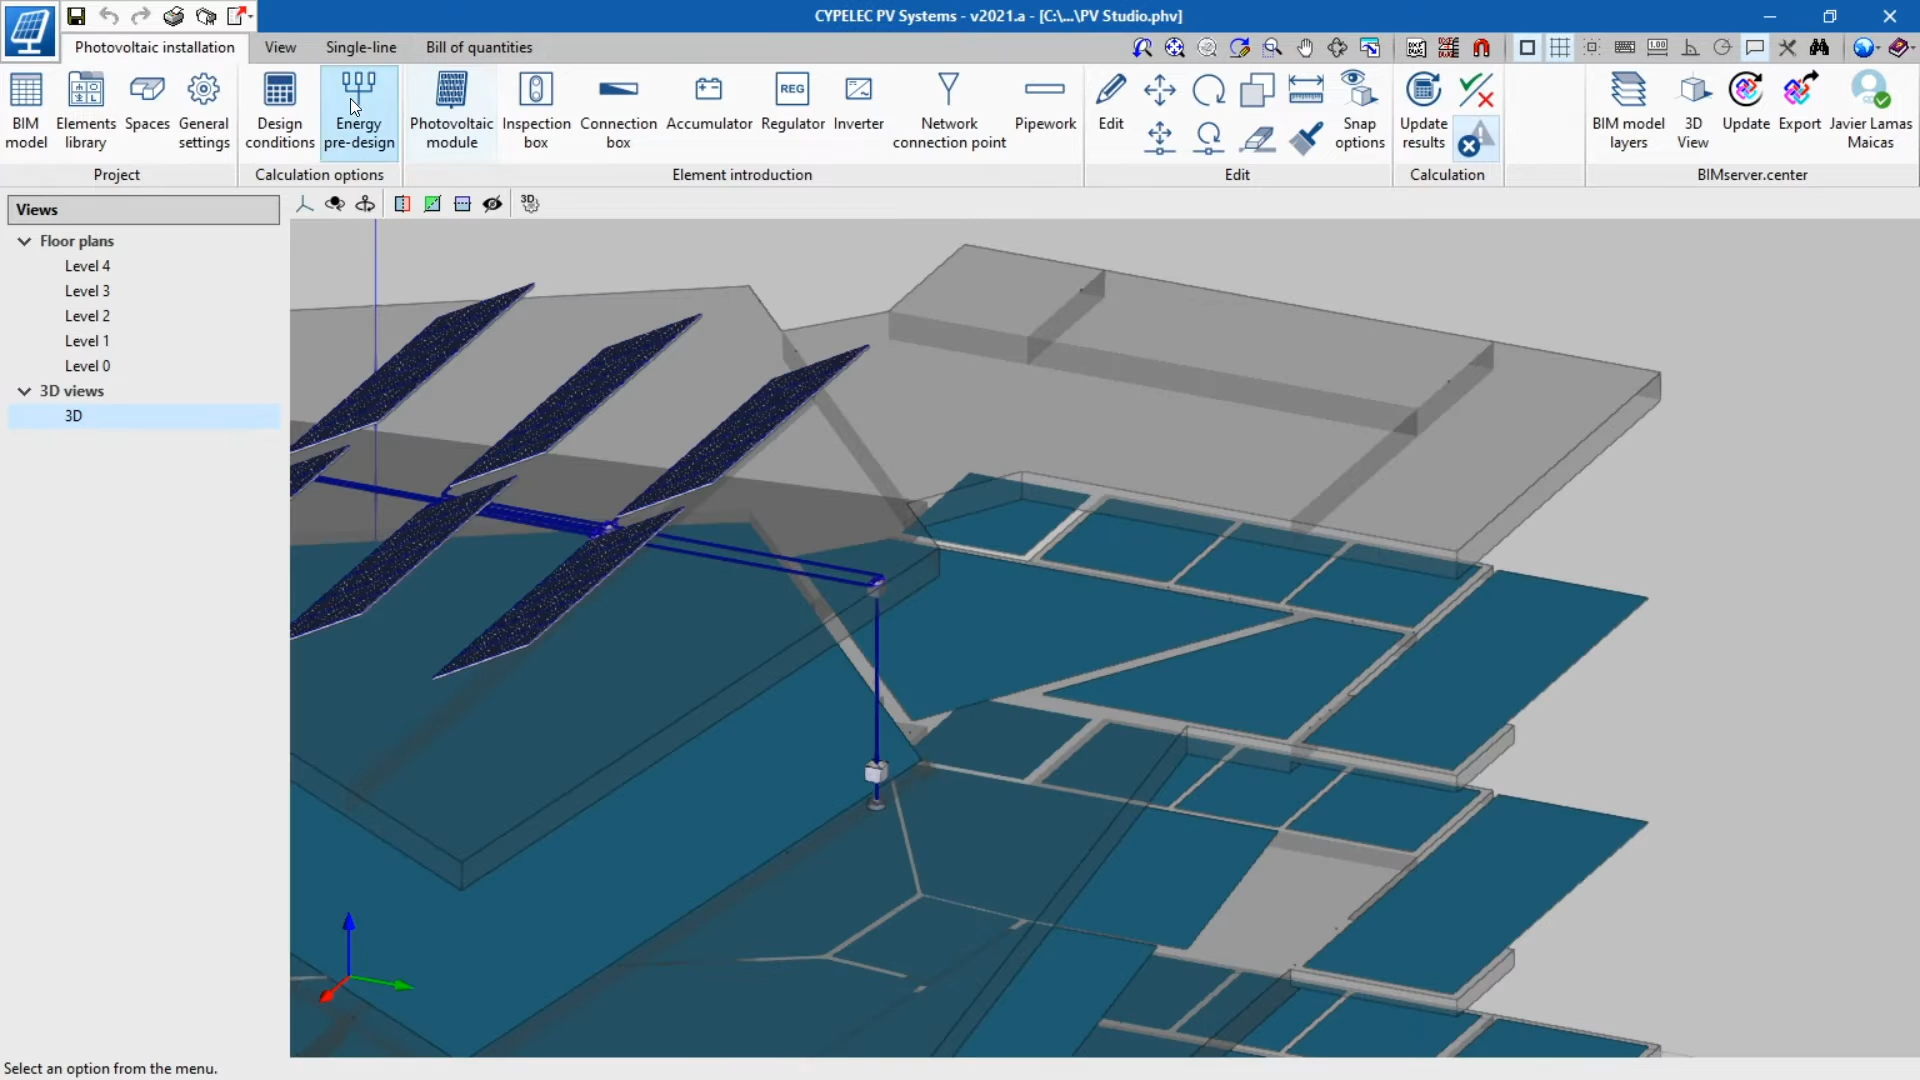 CYPELEC PV Systems - v2021.a - [C:\...\PV Studio.phv]
Photovoltaic installation
View
Single-line
Bill of quantities
BIM model
Elements library
Spaces
General settings
Project
Design conditions
Energy pre-design
Calculation options
Photovoltaic module
Inspection box
Connection box
Accumulator
REG
Regulator
Inverter
Network connection point
Pipework
Element introduction
Edit
Snap options
Edit
Update results
Calculation
BIM model layers
3D View
Update
Export
Javier Lamas Maicas
BIMserver.center
Views
3D
Floor plans
Level 4
Level 3
Level 2
Level 1
Level 0
3D views
3D
Select an option from the menu.